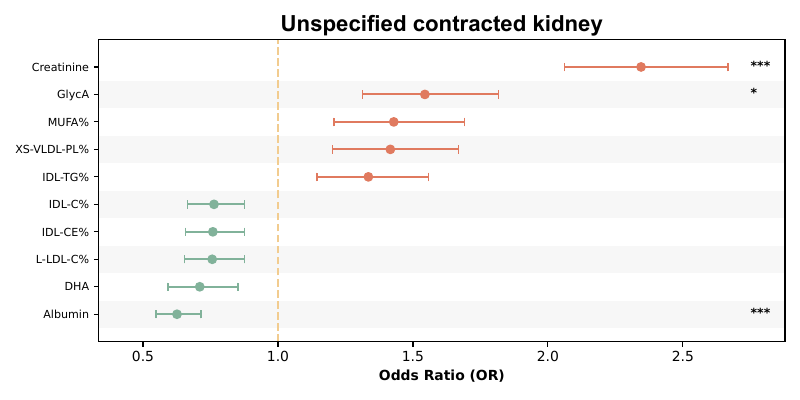 Unspecified contracted kidney
Creatinine ***
GlycA *
MUFA%
XS-VLDL-PL%
IDL-TG%
IDL-C%
IDL-CE%
L-LDL-C%
DHA
Albumin ***
0.5 1.0 1.5 2.0 2.5
Odds Ratio (OR)